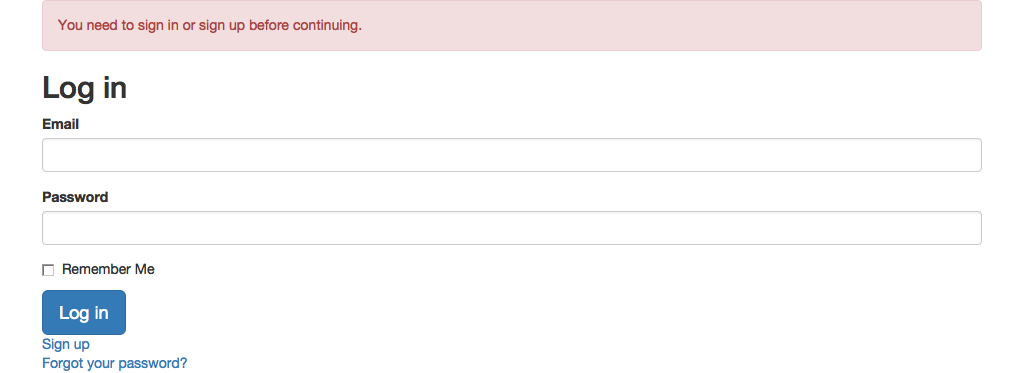 You need to sign in or sign up before continuing.
Log in
Email
Password
Remember Me
Log in
Sign up
Forgot your password?